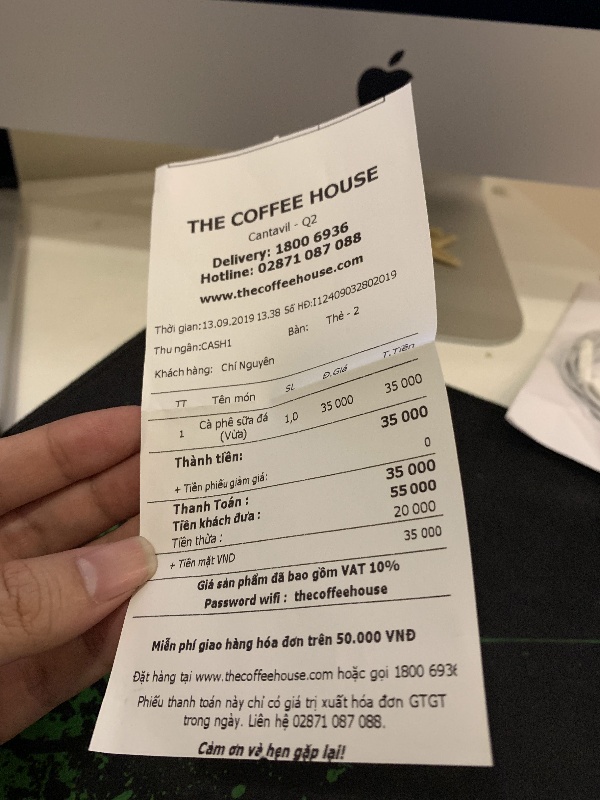 THE COFFEE HOUSE
Cantavil - Q2
Delivery: 1800 6936
Hotline: 02871 087 088
www.thecoffeehouse.com
Thời gian:13.09.2019 13.38 Số HĐ:I12409032802019
Thu ngân:CASH1 Bàn: Thẻ - 2
Khách hàng: Chí Nguyên
TT Tên món SL Đ.Giá T.Tiền
1 Cà phê sữa đá 1,0 35 000 35 000
(Vừa)
Thành tiền: 35 000
+ Tiền phiếu giảm giá: 0
Thanh Toán : 35 000
Tiền khách đưa : 55 000
Tiền thừa : 20 000
+ Tiền mặt VND 35 000
Giá sản phẩm đã bao gồm VAT 10%
Password wifi : thecoffeehouse
Miễn phí giao hàng hóa đơn trên 50.000 VNĐ
Đặt hàng tại www.thecoffeehouse.com hoặc gọi 1800 6936
Phiếu thanh toán này chỉ có giá trị xuất hóa đơn GTGT
trong ngày. Liên hệ 02871 087 088.
Cảm ơn và hẹn gặp lại!